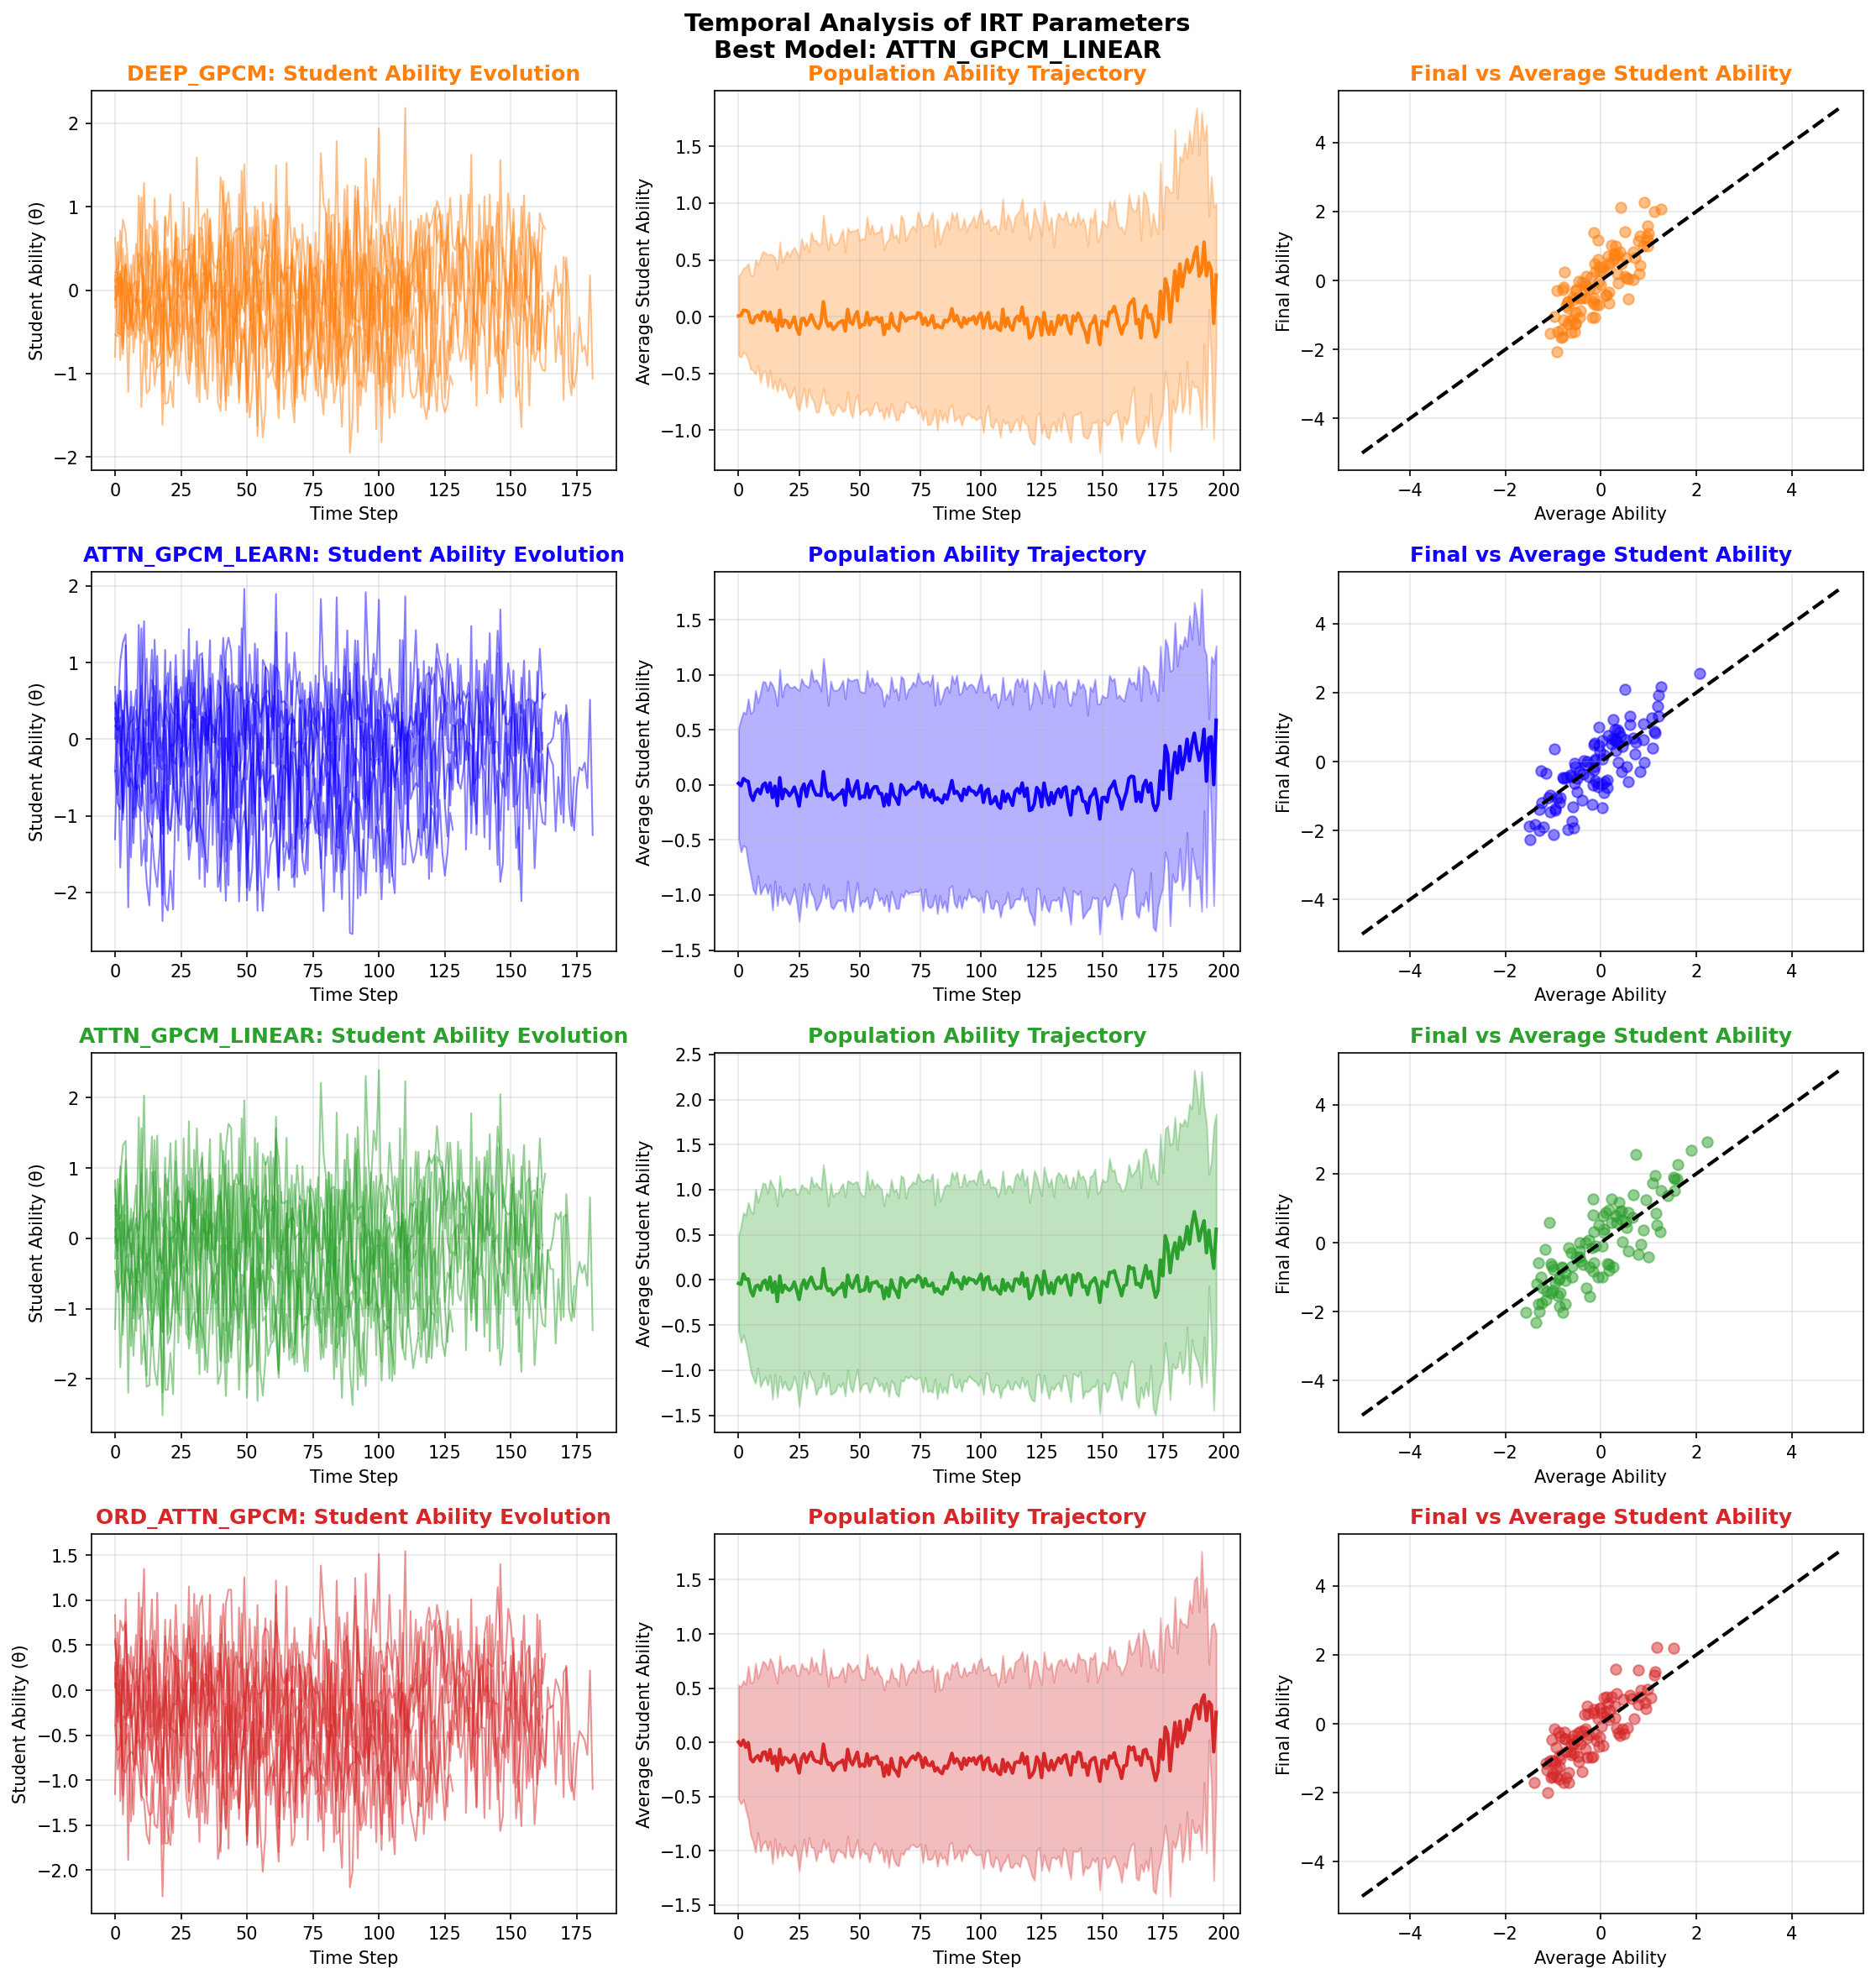 Temporal Analysis of IRT Parameters
Best Model: ATTN_GPCM_LINEAR
DEEP_GPCM: Student Ability Evolution
Student Ability (θ)
2
1
0
−1
−2
0 25 50 75 100 125 150 175
Time Step
Population Ability Trajectory
Average Student Ability
1.5
1.0
0.5
0.0
−0.5
−1.0
0 25 50 75 100 125 150 175 200
Time Step
Final vs Average Student Ability
Final Ability
4
2
0
−2
−4
−4 −2 0 2 4
Average Ability
ATTN_GPCM_LEARN: Student Ability Evolution
Student Ability (θ)
2
1
0
−1
−2
0 25 50 75 100 125 150 175
Time Step
Population Ability Trajectory
Average Student Ability
1.5
1.0
0.5
0.0
−0.5
−1.0
−1.5
0 25 50 75 100 125 150 175 200
Time Step
Final vs Average Student Ability
Final Ability
4
2
0
−2
−4
−4 −2 0 2 4
Average Ability
ATTN_GPCM_LINEAR: Student Ability Evolution
Student Ability (θ)
2
1
0
−1
−2
0 25 50 75 100 125 150 175
Time Step
Population Ability Trajectory
Average Student Ability
2.5
2.0
1.5
1.0
0.5
0.0
−0.5
−1.0
−1.5
0 25 50 75 100 125 150 175 200
Time Step
Final vs Average Student Ability
Final Ability
4
2
0
−2
−4
−4 −2 0 2 4
Average Ability
ORD_ATTN_GPCM: Student Ability Evolution
Student Ability (θ)
1.5
1.0
0.5
0.0
−0.5
−1.0
−1.5
−2.0
0 25 50 75 100 125 150 175
Time Step
Population Ability Trajectory
Average Student Ability
1.5
1.0
0.5
0.0
−0.5
−1.0
−1.5
0 25 50 75 100 125 150 175 200
Time Step
Final vs Average Student Ability
Final Ability
4
2
0
−2
−4
−4 −2 0 2 4
Average Ability